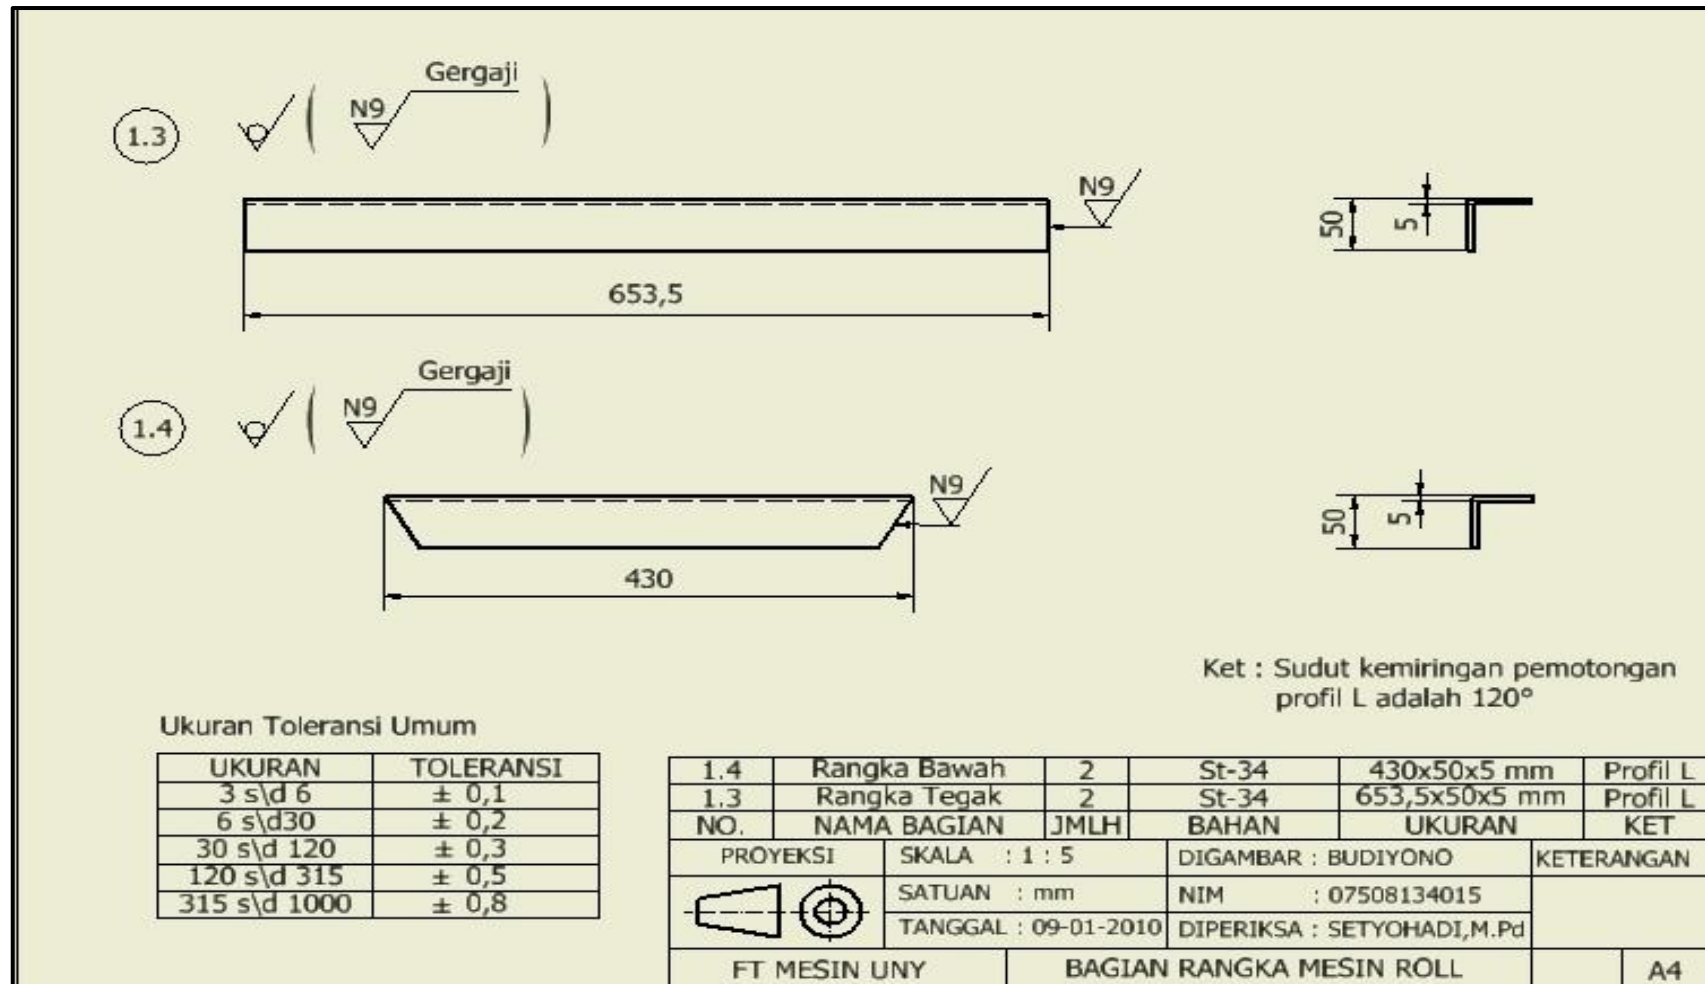 Gergaji
1.3
N9
N9
653,5
50
5
Gergaji
1.4
N9
N9
430
50
5
Ket : Sudut kemiringan pemotongan
profil L adalah 120°
Ukuran Toleransi Umum
UKURAN TOLERANSI
3 s\d 6 ± 0,1
6 s\d30 ± 0,2
30 s\d 120 ± 0,3
120 s\d 315 ± 0,5
315 s\d 1000 ± 0,8
1.4 Rangka Bawah 2 St-34 430x50x5 mm Profil L
1.3 Rangka Tegak 2 St-34 653,5x50x5 mm Profil L
NO. NAMA BAGIAN JMLH BAHAN UKURAN KET
PROYEKSI SKALA : 1 : 5 DIGAMBAR : BUDIYONO KETERANGAN
SATUAN : mm NIM : 07508134015
TANGGAL : 09-01-2010 DIPERIKSA : SETYOHADI,M.Pd
FT MESIN UNY BAGIAN RANGKA MESIN ROLL A4